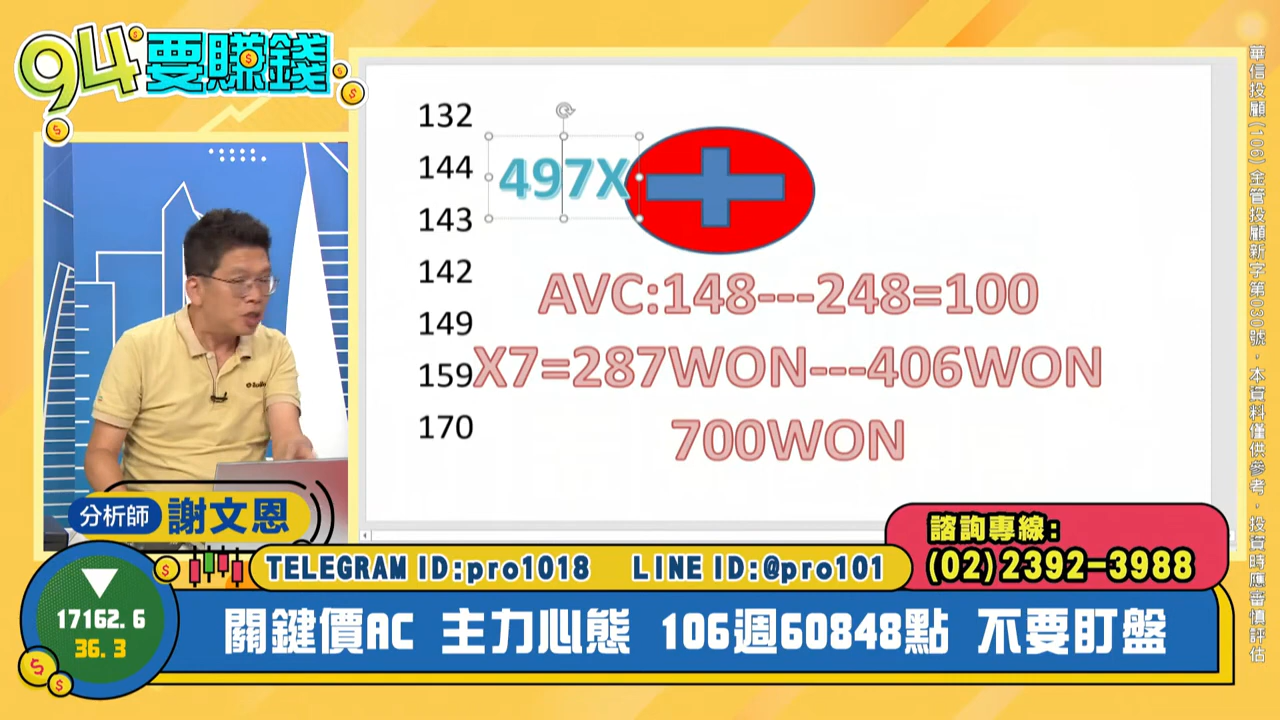 94要賺錢
132
144
497X
143
142
149
159
170
AVC:148---248=100
X7=287WON---406WON
700WON
分析師 謝文恩
諮詢專線:
(02)2392-3988
TELEGRAM ID:pro1018 LINE ID:@pro101
17162.6
36.3
關鍵價AC 主力心態 106週60848點 不要盯盤
華信投顧(106)金管投顧新字第030號，本資料僅供參考，投資時應審慎評估